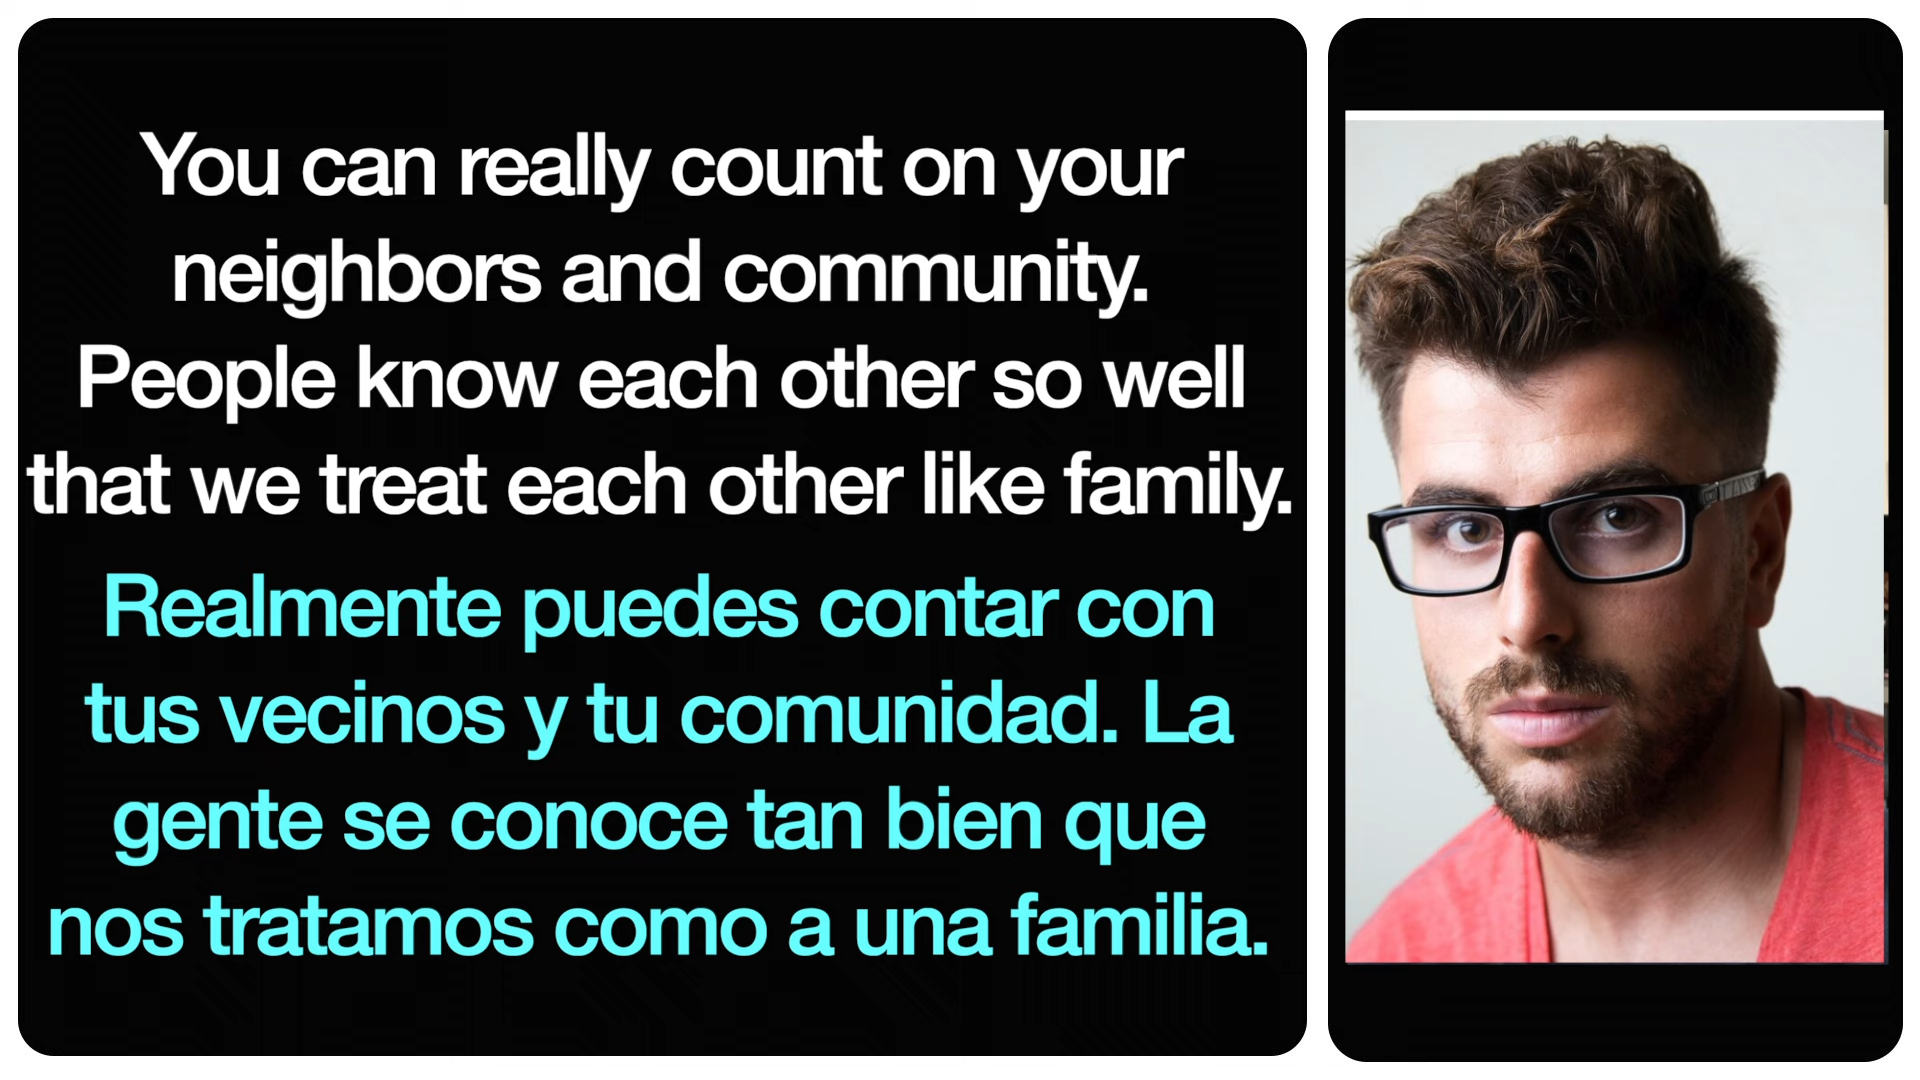 You can really count on your
neighbors and community.
People know each other so well
that we treat each other like family.
Realmente puedes contar con
tus vecinos y tu comunidad. La
gente se conoce tan bien que
nos tratamos como a una familia.